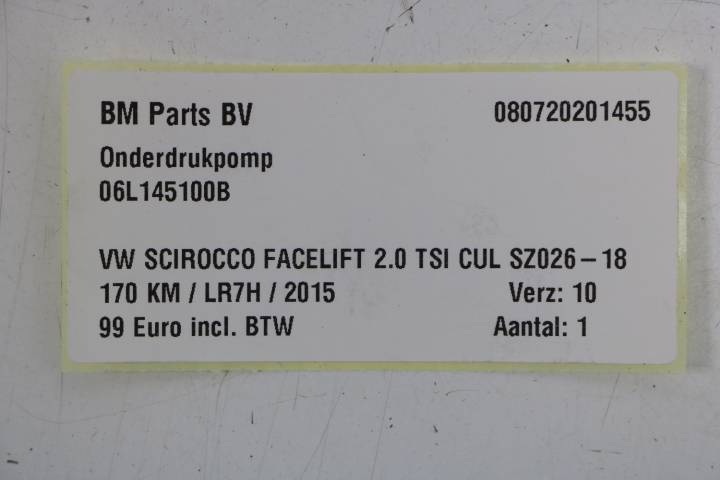 BM Parts BV 080720201455
Onderdrukpomp
06L145100B
VW SCIROCCO FACELIFT 2.0 TSI CUL SZ026-18
170 KM / LR7H / 2015 Verz: 10
99 Euro incl. BTW Aantal: 1